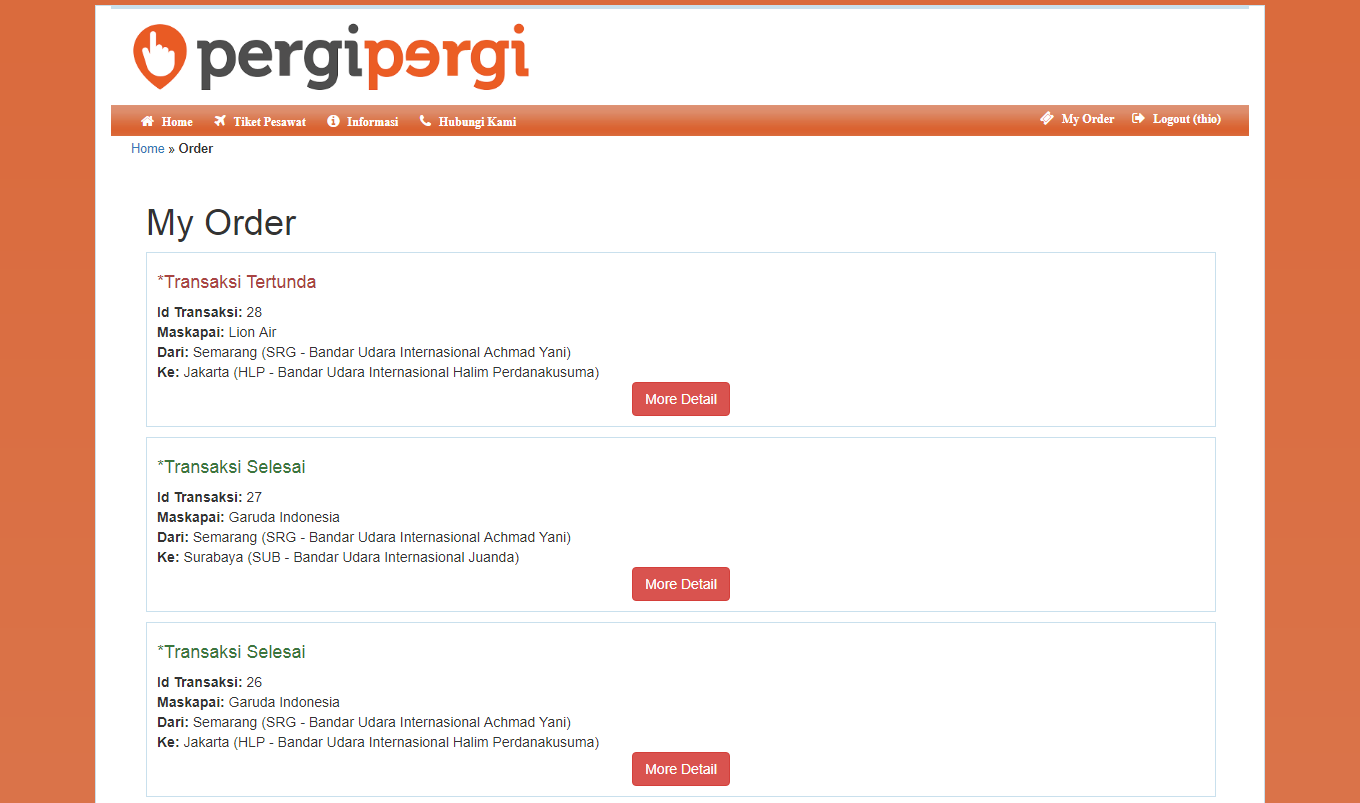 pergipergi
Home Tiket Pesawat Informasi Hubungi Kami My Order Logout (thio)
Home » Order
My Order
*Transaksi Tertunda
Id Transaksi: 28
Maskapai: Lion Air
Dari: Semarang (SRG - Bandar Udara Internasional Achmad Yani)
Ke: Jakarta (HLP - Bandar Udara Internasional Halim Perdanakusuma)
More Detail
*Transaksi Selesai
Id Transaksi: 27
Maskapai: Garuda Indonesia
Dari: Semarang (SRG - Bandar Udara Internasional Achmad Yani)
Ke: Surabaya (SUB - Bandar Udara Internasional Juanda)
More Detail
*Transaksi Selesai
Id Transaksi: 26
Maskapai: Garuda Indonesia
Dari: Semarang (SRG - Bandar Udara Internasional Achmad Yani)
Ke: Jakarta (HLP - Bandar Udara Internasional Halim Perdanakusuma)
More Detail